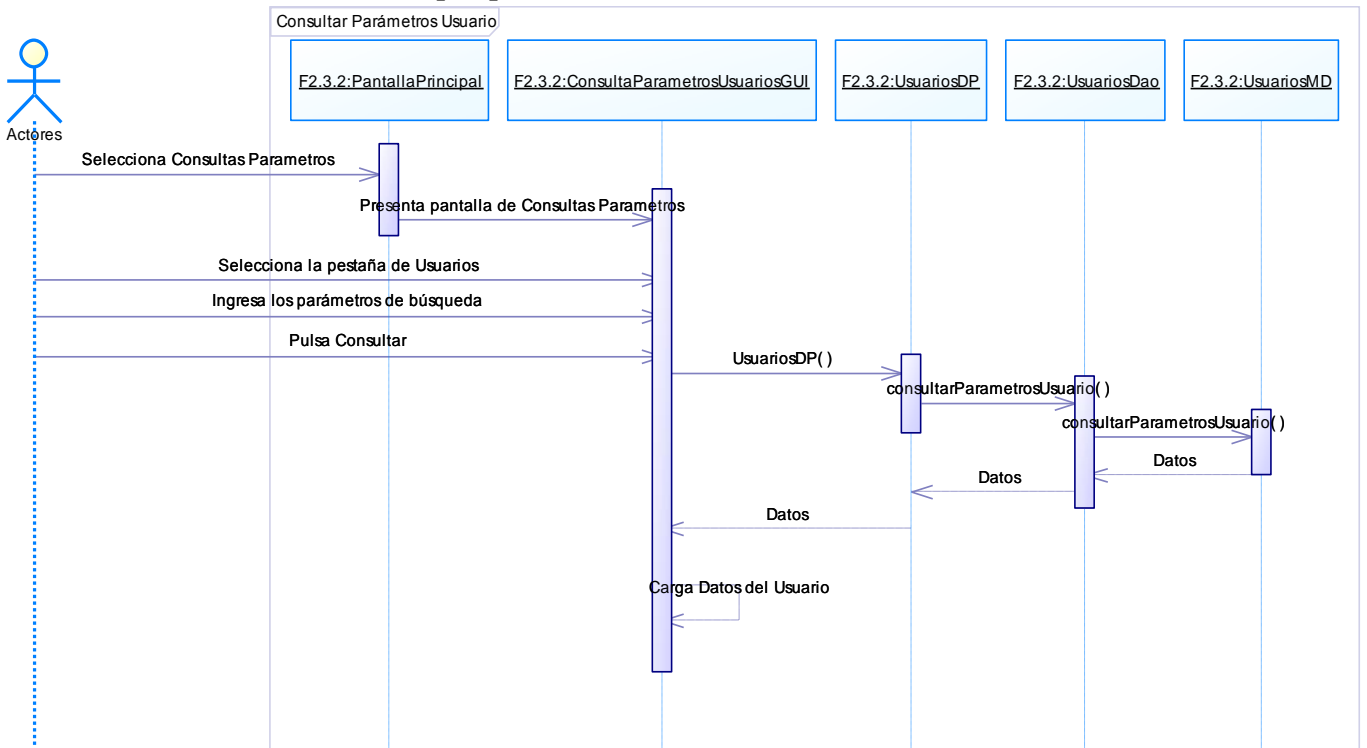 Consultar Parámetros Usuario
F2.3.2:PantallaPrincipal
F2.3.2:ConsultaParametrosUsuariosGUI
F2.3.2:UsuariosDP
F2.3.2:UsuariosDao
F2.3.2:UsuariosMD
Actores
Selecciona Consultas Parametros
Presenta pantalla de Consultas Parametros
Selecciona la pestaña de Usuarios
Ingresa los parámetros de búsqueda
Pulsa Consultar
UsuariosDP( )
consultarParametrosUsuario( )
consultarParametrosUsuario( )
Datos
Datos
Datos
Carga Datos del Usuario